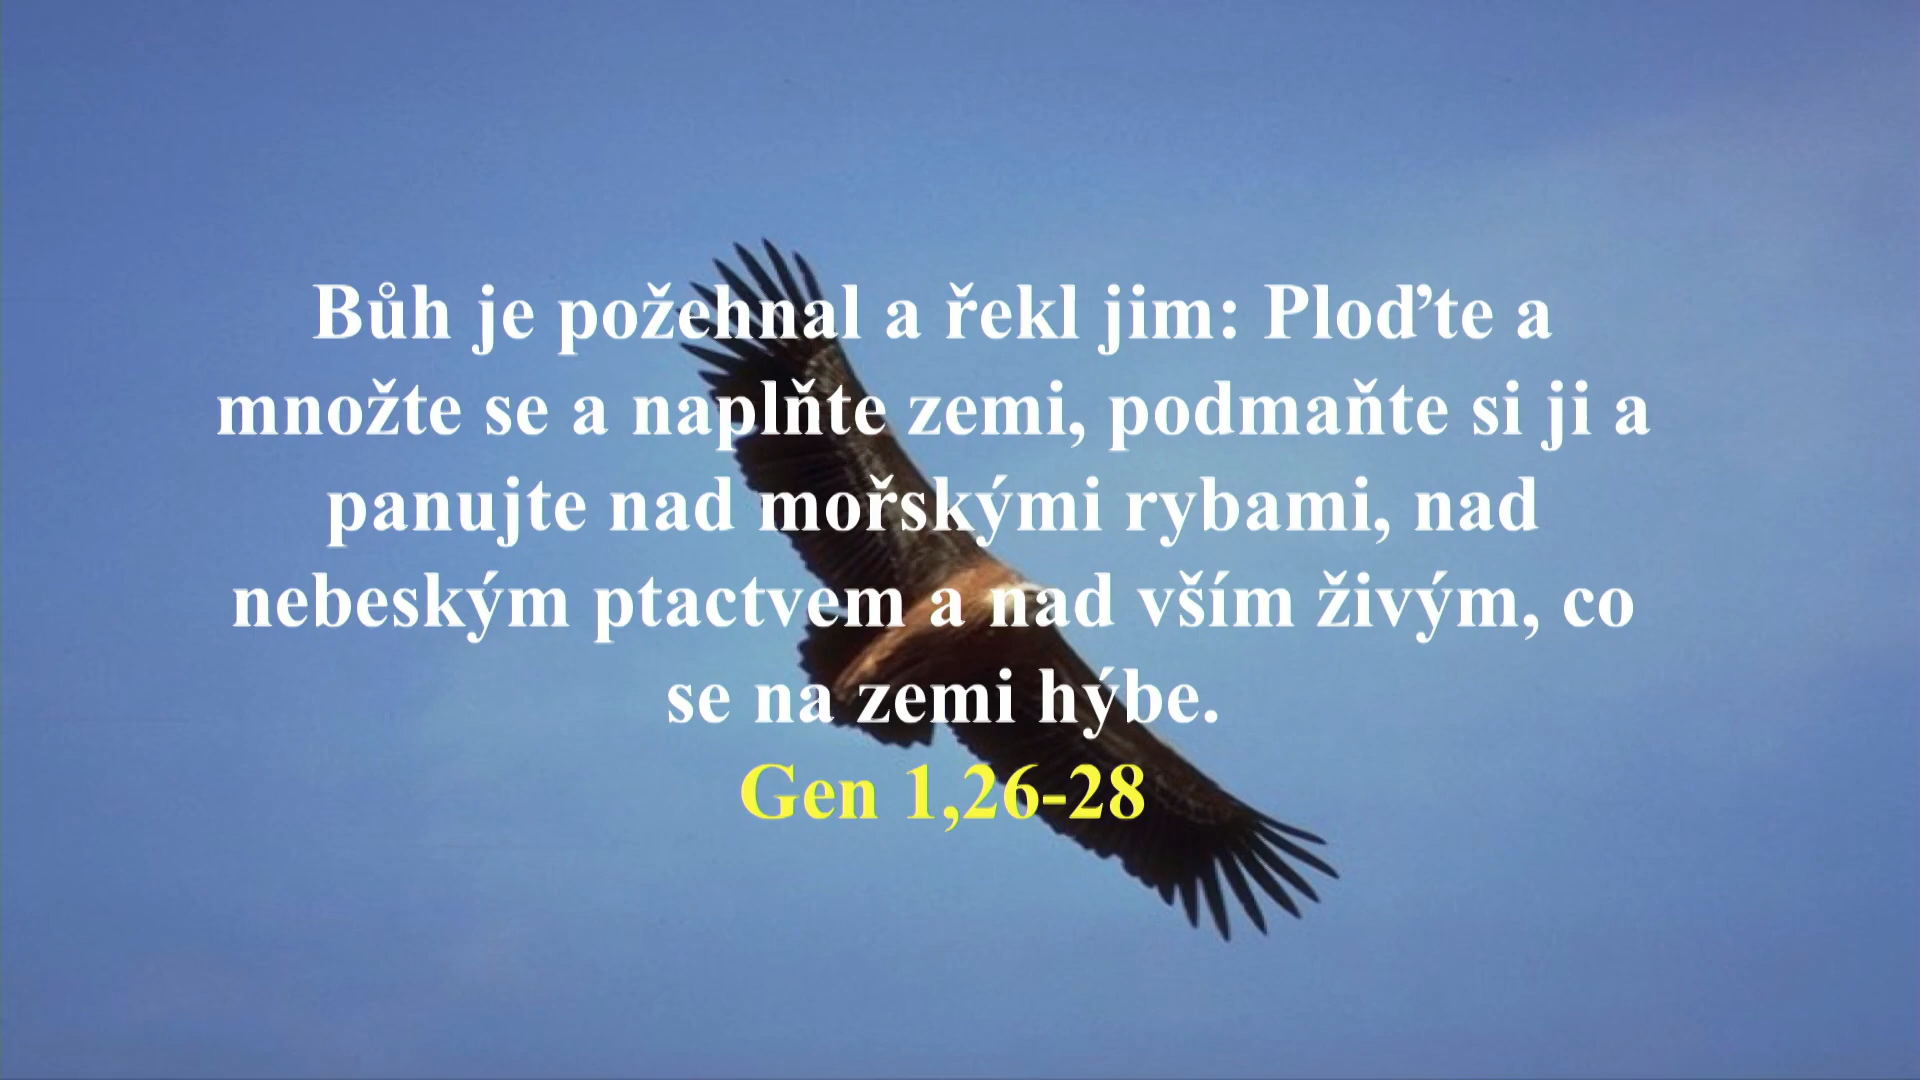 Bůh je požehnal a řekl jim: Ploďte a
množte se a naplňte zemi, podmaňte si ji a
panujte nad mořskými rybami, nad
nebeským ptactvem a nad vším živým, co
se na zemi hýbe.
Gen 1,26-28